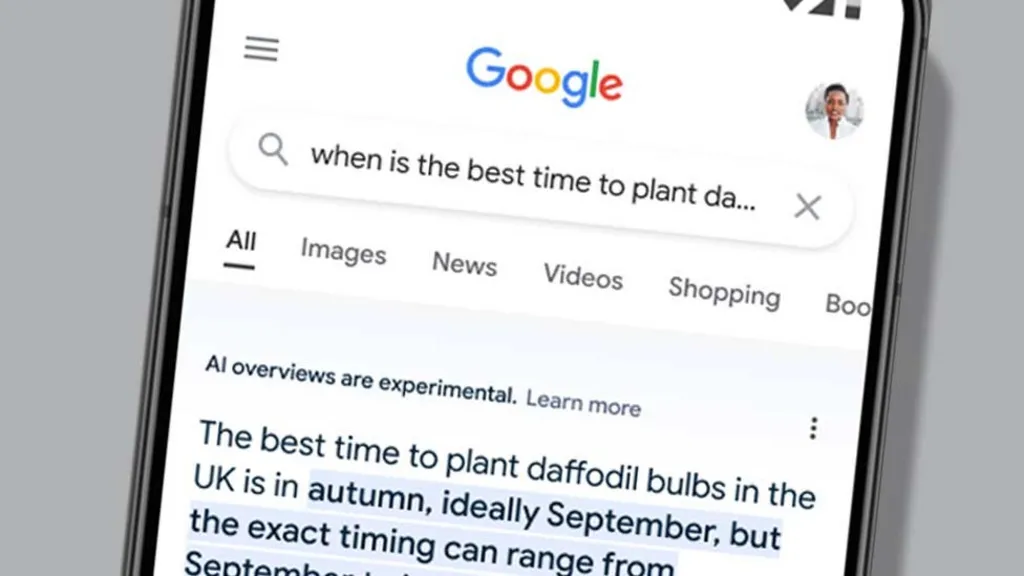 Google
when is the best time to plant da...
All Images News Videos Shopping Boo
AI overviews are experimental. Learn more
The best time to plant daffodil bulbs in the
UK is in autumn, ideally September, but
the exact timing can range from
September